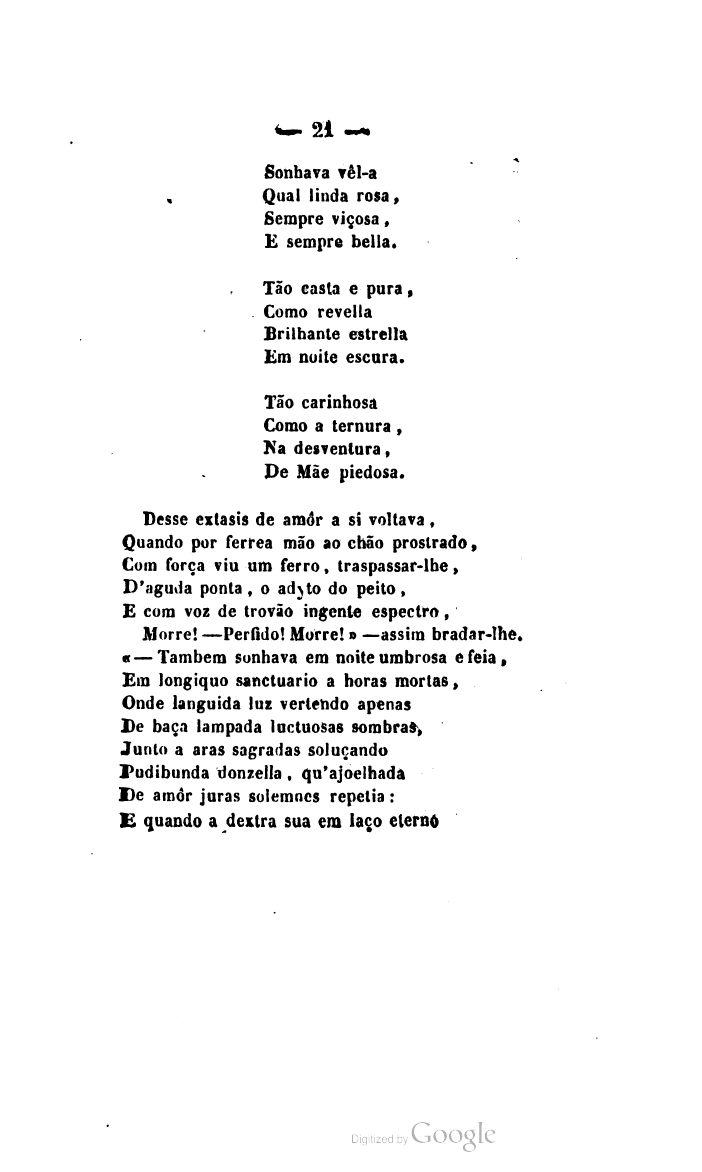 — 21 —
Sonhava vêl-a
Qual linda rosa,
Sempre viçosa,
E sempre bella.
Tão casta e pura,
Como revella
Brilhante estrella
Em noite escura.
Tão carinhosa
Como a ternura,
Na desventura,
De Mãe piedosa.
Desse extasis de amôr a si voltava,
Quando por ferrea mão ao chão prostrado,
Com força viu um ferro, traspassar-lhe,
D'aguda ponta, o adyto do peito,
E com voz de trovão ingente espectro,
Morre! —Perfido! Morre! » —assim bradar-lhe.
«— Tambem sonhava em noite umbrosa e feia,
Em longiquo sanctuario a horas mortas,
Onde languida luz vertendo apenas
De baça lampada luctuosas sombras,
Junto a aras sagradas soluçando
Pudibunda donzella, qu'ajoelhada
De amôr juras solemnes repetia:
E quando a dextra sua em laço eterno
Digitized by Google